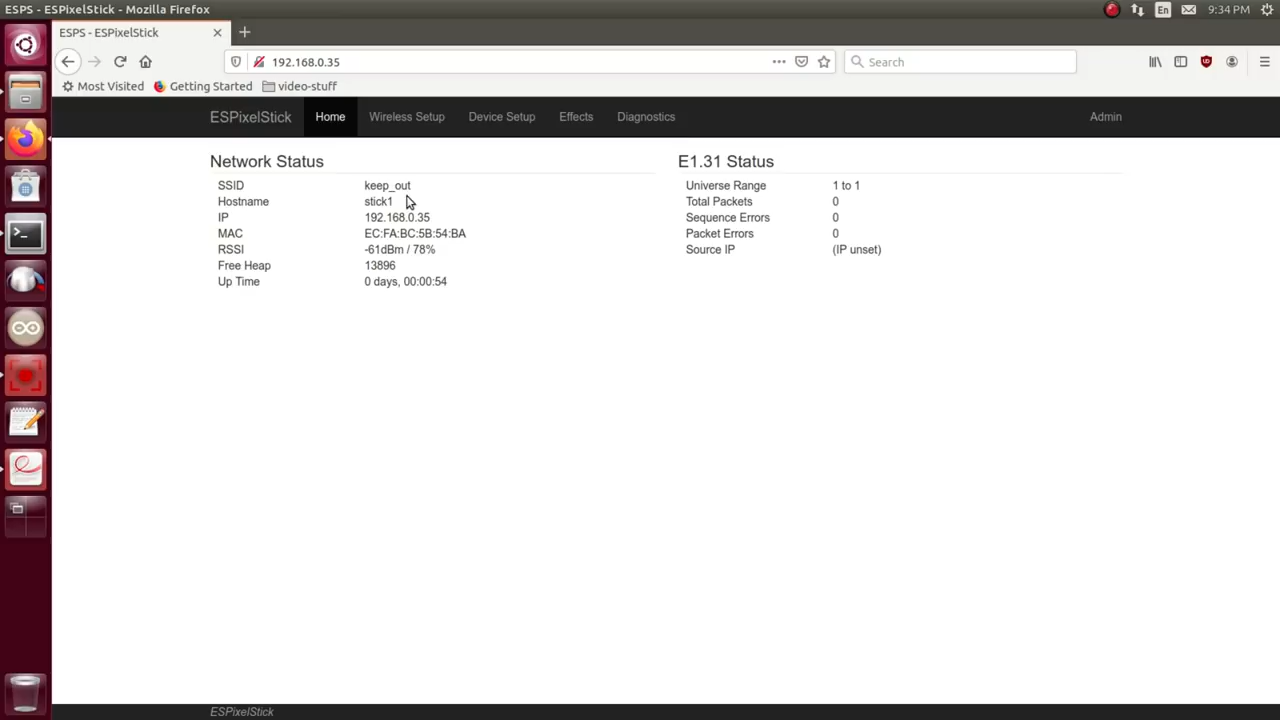 ESPS - ESPixelStick - Mozilla Firefox
En
9:34 PM
ESPS - ESPixelStick
192.168.0.35
Search
Most Visited
Getting Started
video-stuff
ESPixelStick
Home
Wireless Setup
Device Setup
Effects
Diagnostics
Admin
Network Status
SSID keep_out
Hostname stick1
IP 192.168.0.35
MAC EC:FA:BC:5B:54:BA
RSSI -61dBm / 78%
Free Heap 13896
Up Time 0 days, 00:00:54
E1.31 Status
Universe Range 1 to 1
Total Packets 0
Sequence Errors 0
Packet Errors 0
Source IP (IP unset)
ESPixelStick